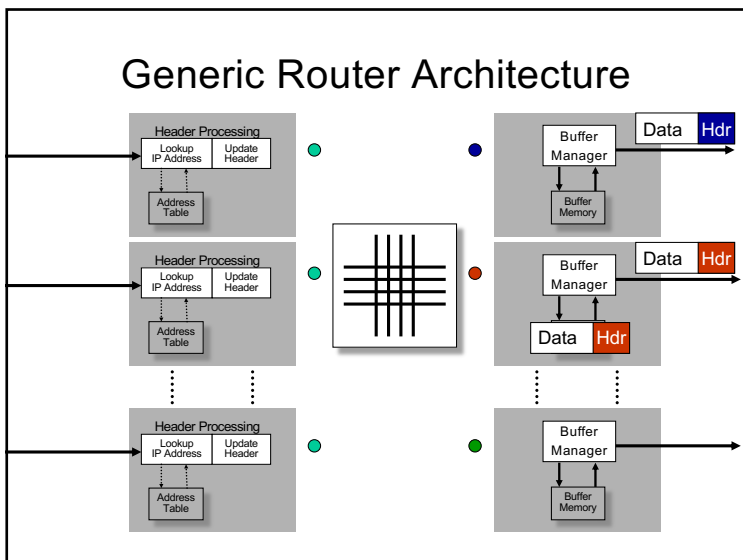 Generic Router Architecture
Header Processing
Lookup
IP Address
Update
Header
Address
Table
Buffer
Manager
Buffer
Memory
Data Hdr
Header Processing
Lookup
IP Address
Update
Header
Address
Table
Buffer
Manager
Data Hdr
Data Hdr
Header Processing
Lookup
IP Address
Update
Header
Address
Table
Buffer
Manager
Buffer
Memory